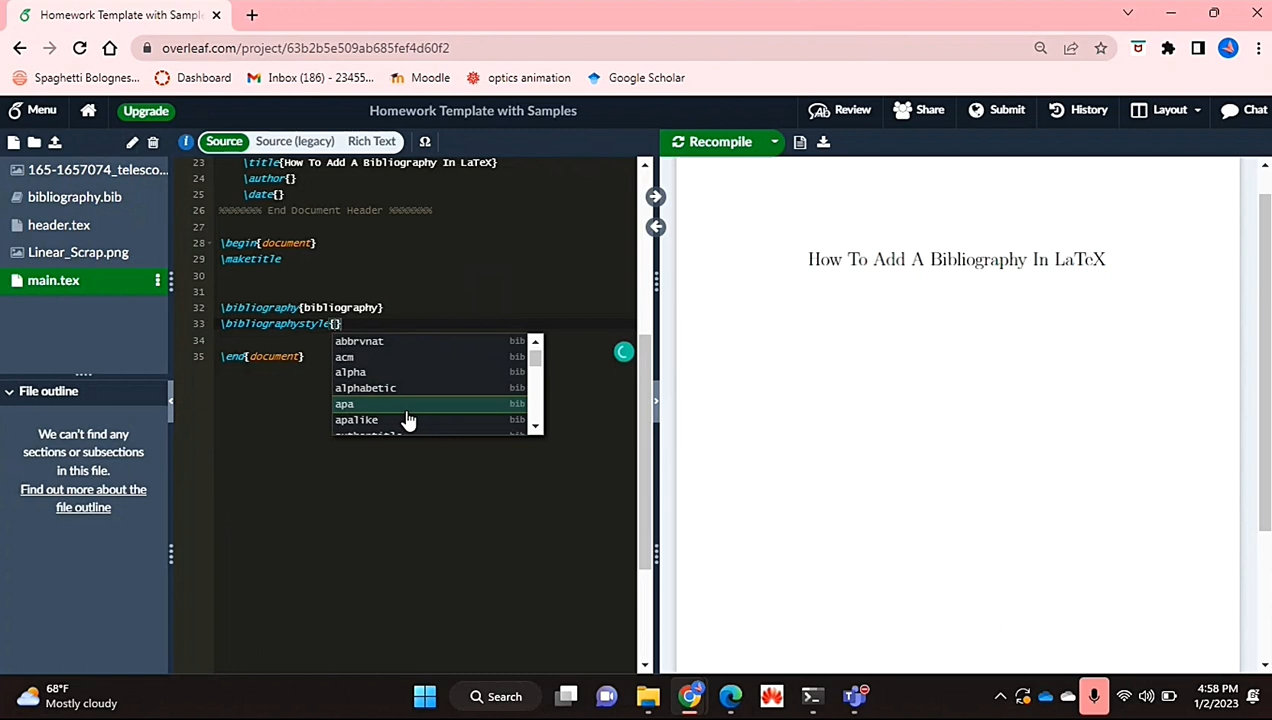 Homework Template with Sampl
overleaf.com/project/63b2b5e509ab685fef4d60f2
Spaghetti Bolognes... Dashboard Inbox (186) - 23455... Moodle optics animation Google Scholar
Menu Upgrade Homework Template with Samples Review Share Submit History Layout Chat
Source Source (legacy) Rich Text Ω Recompile
165-1657074_telesco...
bibliography.bib
header.tex
Linear_Scrap.png
main.tex
File outline
We can't find any
sections or subsections
in this file.
Find out more about the
file outline
23 \title{How To Add A Bibliography In LaTeX}
24 \author{}
25 \date{}
26 %%%%%%% End Document Header %%%%%%%
27
28 \begin{document}
29 \maketitle
30
31
32 \bibliography{bibliography}
33 \bibliographystyle{}
34
35 \end{document}
abbrvnat bib
acm bib
alpha bib
alphabetic bib
apa bib
apalike bib
How To Add A Bibliography In LaTeX
68°F
Mostly cloudy
Search
4:58 PM
1/2/2023